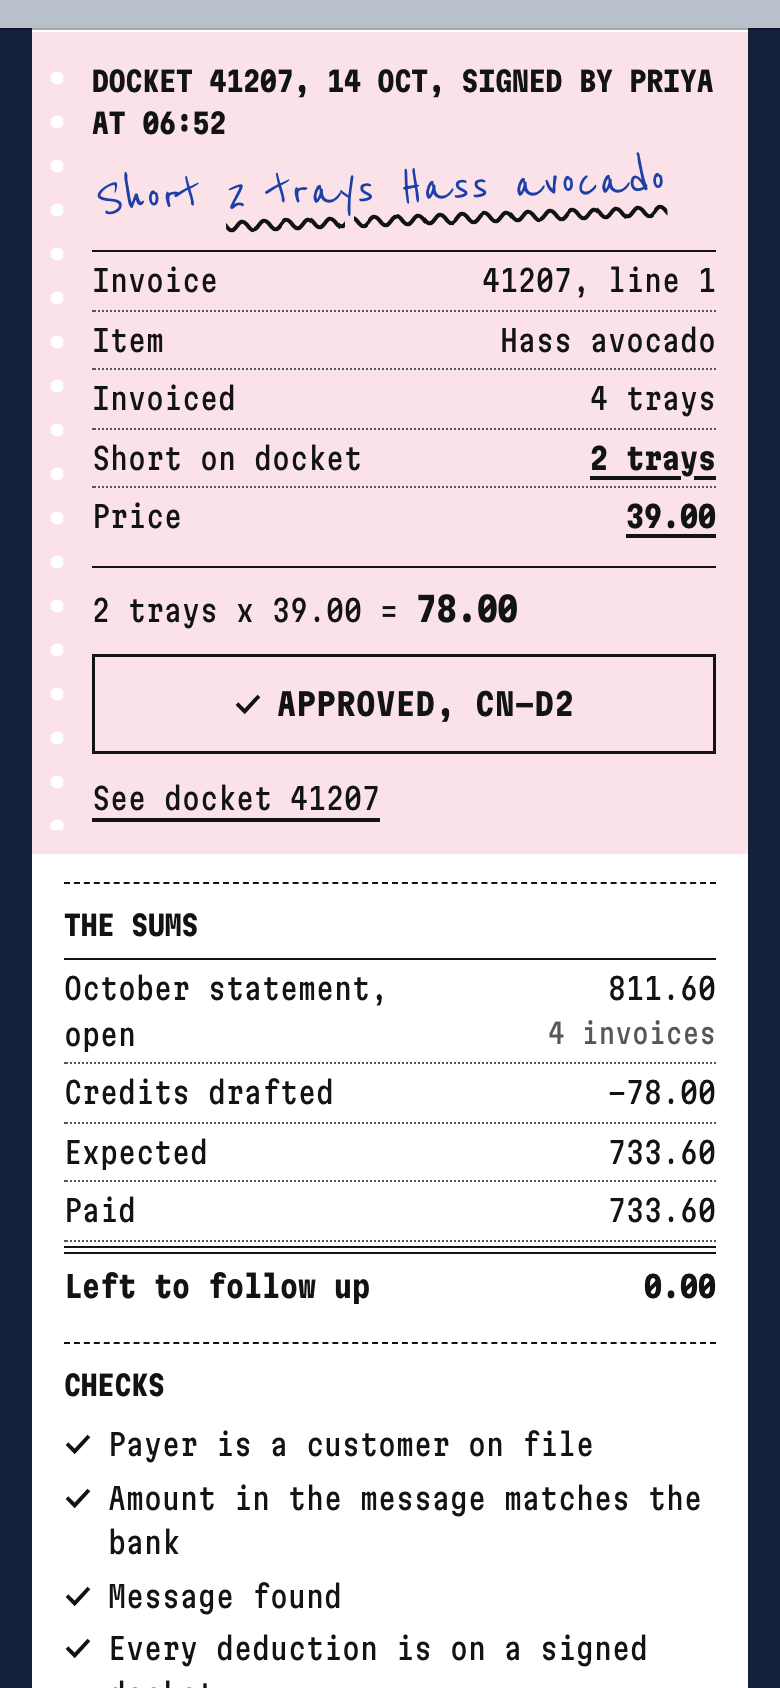 DOCKET 41207, 14 OCT, SIGNED BY PRIYA
AT 06:52
Short 2 trays Hass avocado
Invoice 41207, line 1
Item Hass avocado
Invoiced 4 trays
Short on docket 2 trays
Price 39.00
2 trays x 39.00 = 78.00
✓ APPROVED, CN–D2
See docket 41207
THE SUMS
October statement, 811.60
open 4 invoices
Credits drafted –78.00
Expected 733.60
Paid 733.60
Left to follow up 0.00
CHECKS
✓ Payer is a customer on file
✓ Amount in the message matches the
bank
✓ Message found
✓ Every deduction is on a signed